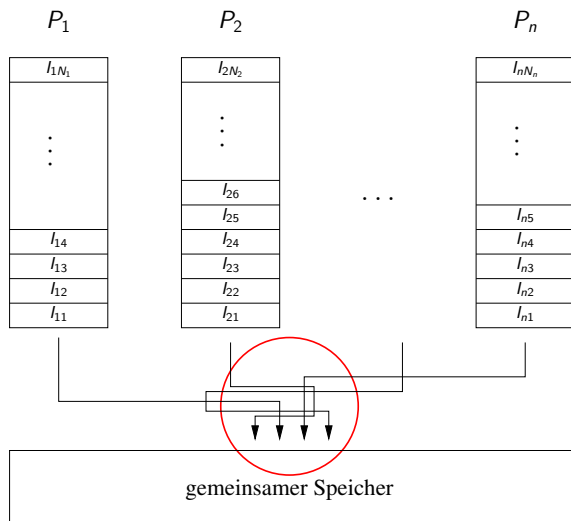 P₁ P₂ Pₙ
I₁N₁ I₂N₂ IₙNₙ
⋮ ⋮ ⋮
I₂₆
I₂₅ . . . Iₙ₅
I₁₄ I₂₄ Iₙ₄
I₁₃ I₂₃ Iₙ₃
I₁₂ I₂₂ Iₙ₂
I₁₁ I₂₁ Iₙ₁
gemeinsamer Speicher